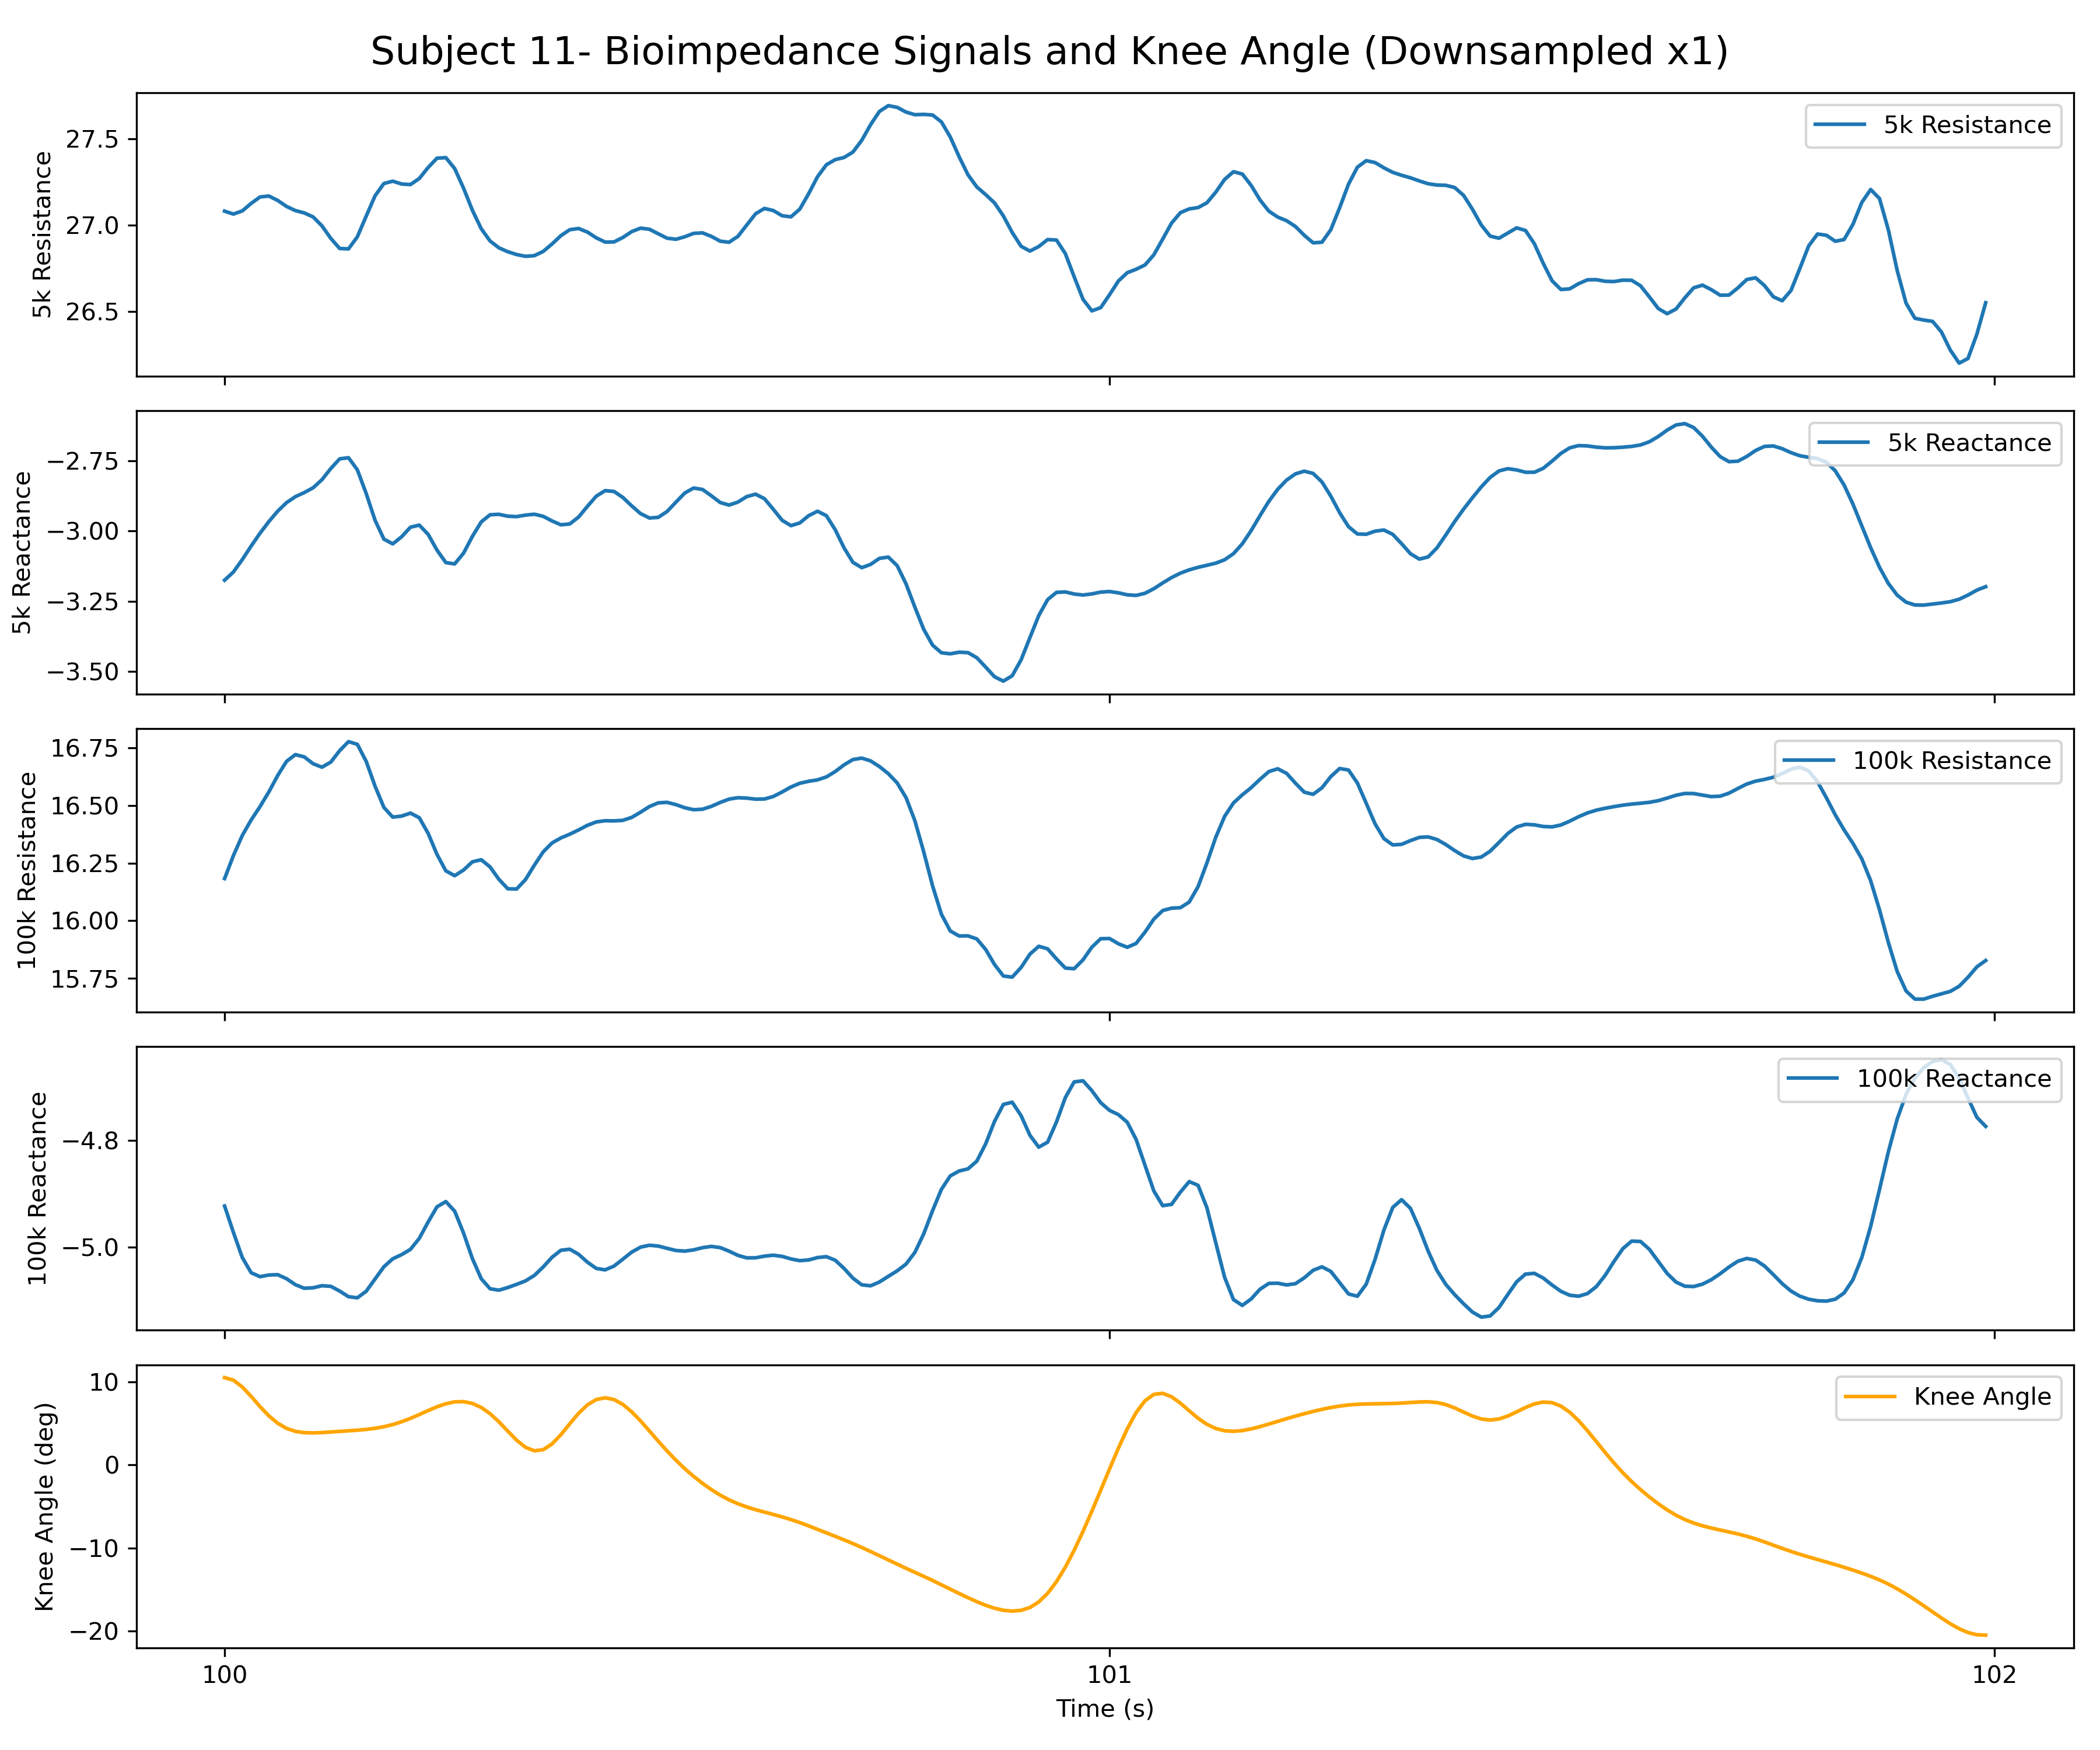 Subject 11- Bioimpedance Signals and Knee Angle (Downsampled x1)
5k Resistance
27.5
27.0
26.5
5k Resistance
5k Reactance
−2.75
−3.00
−3.25
−3.50
5k Reactance
100k Resistance
16.75
16.50
16.25
16.00
15.75
100k Resistance
100k Reactance
−4.8
−5.0
100k Reactance
Knee Angle (deg)
10
0
−10
−20
Knee Angle
100 101 102
Time (s)